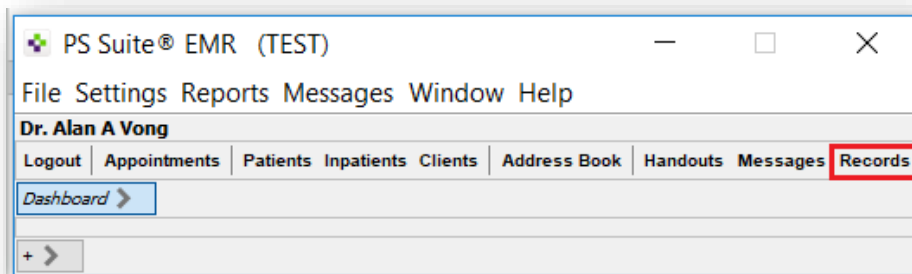 PS Suite® EMR (TEST)
File Settings Reports Messages Window Help
Dr. Alan A Vong
Logout Appointments Patients Inpatients Clients Address Book Handouts Messages Records
Dashboard
+